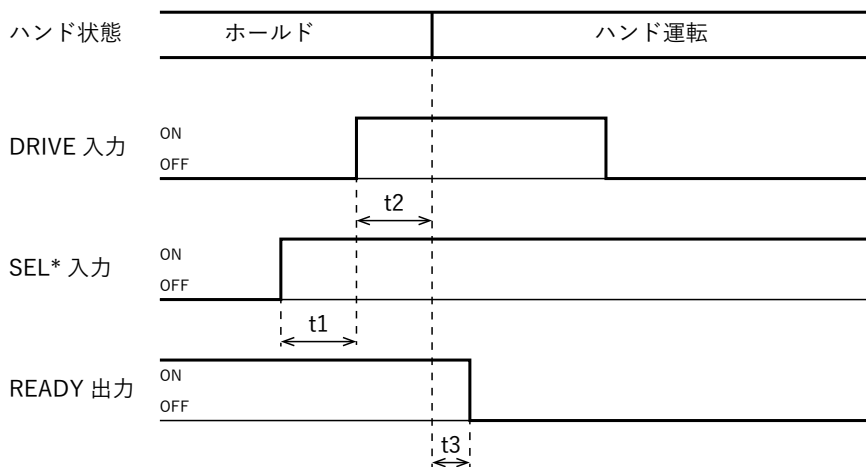 ハンド状態 ホールド ハンド運転
DRIVE 入力 ON
OFF
t2
SEL* 入力 ON
OFF
t1
READY 出力 ON
OFF
t3